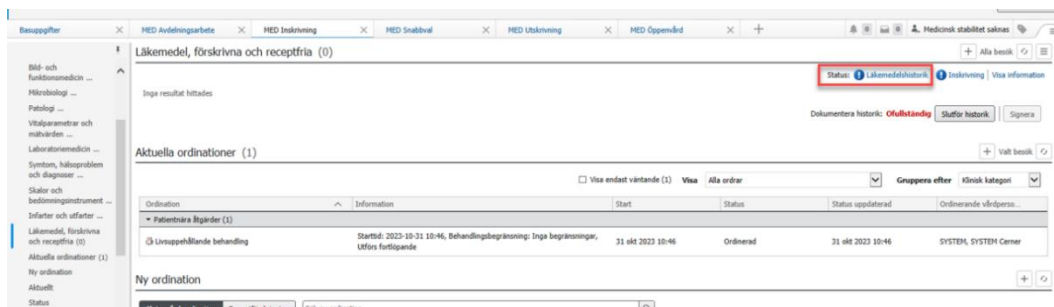 Basuppgifter
MED Avdelningsarbete
MED Inskrivning
MED Snabbval
MED Utskrivning
MED Öppenvård
0
0
Medicinsk stabilitet saknas
Läkemedel, förskrivna och receptfria (0)
Alla besök
Status: Läkemedelshistorik Inskrivning Visa information
Inga resultat hittades
Dokumentera historik: Ofullständig Slutför historik Signera
Bild- och
funktionsmedicin ...
Mikrobiologi ...
Patologi ...
Vitalparametrar och
mätvärden ...
Laboratoriemedicin ...
Symtom, hälsoproblem
och diagnoser ...
Skalor och
bedömningsinstrument ...
Infarter och utfarter ...
Läkemedel, förskrivna
och receptfria (0)
Aktuella ordinationer (1)
Ny ordination
Aktuellt
Status
Aktuella ordinationer (1)
Valt besök
Visa endast väntande (1) Visa Alla ordrar Gruppera efter Klinisk kategori
Ordination Information Start Status Status uppdaterad Ordinerande vårdperso...
Patientnära Åtgärder (1)
Livsuppehållande behandling
Starttid: 2023-10-31 10:46, Behandlingsbegränsning: Inga begränsningar,
Utförs fortlöpande
31 okt 2023 10:46 Ordinerad 31 okt 2023 10:46 SYSTEM, SYSTEM Cerner
Ny ordination